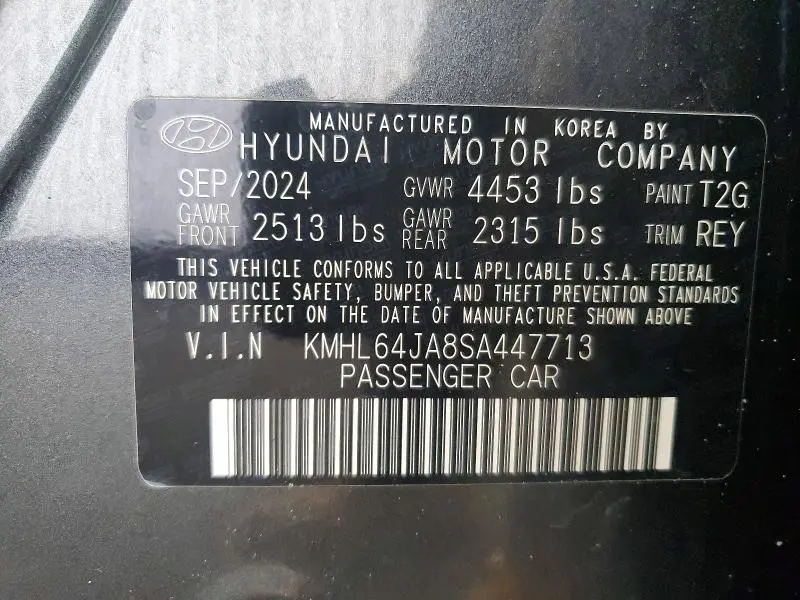 MANUFACTURED IN KOREA BY
HYUNDAI MOTOR COMPANY
SEP/2024 GVWR 4453 lbs PAINT T2G
GAWR FRONT 2513 lbs GAWR REAR 2315 lbs TRIM REY
THIS VEHICLE CONFORMS TO ALL APPLICABLE U.S.A. FEDERAL
MOTOR VEHICLE SAFETY, BUMPER, AND THEFT PREVENTION STANDARDS
IN EFFECT ON THE DATE OF MANUFACTURE SHOWN ABOVE
V.I.N KMHL64JA8SA447713
PASSENGER CAR